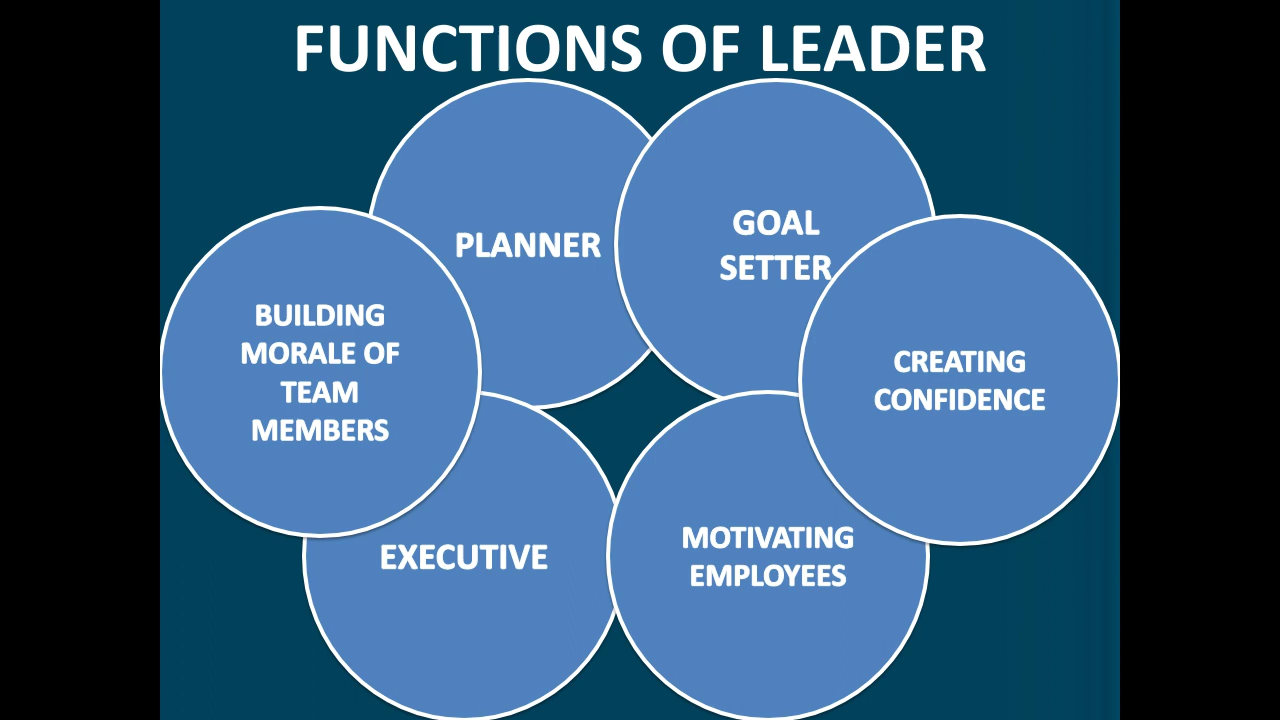 FUNCTIONS OF LEADER
PLANNER
GOAL
SETTER
BUILDING
MORALE OF
TEAM
MEMBERS
CREATING
CONFIDENCE
EXECUTIVE
MOTIVATING
EMPLOYEES